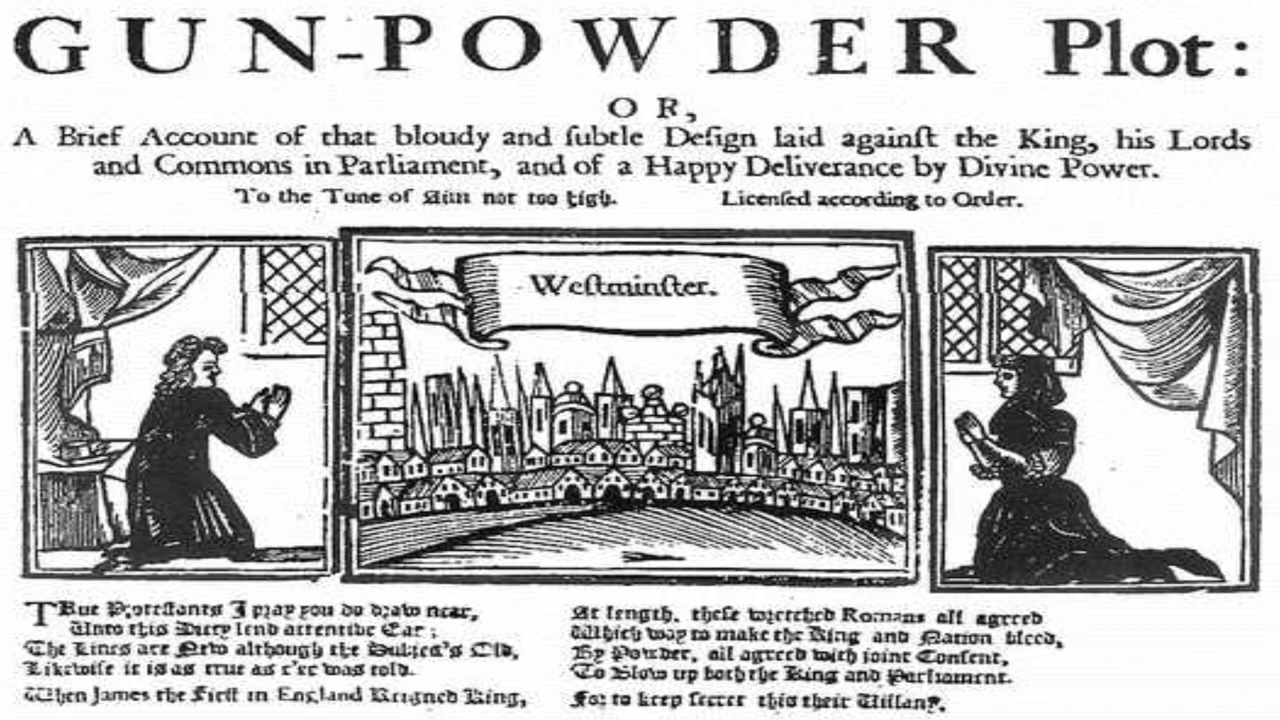 GUN-POWDER Plot:
OR,
A Brief Account of that bloudy and ſubtle Deſign laid againſt the King, his Lords
and Commons in Parliament, and of a Happy Deliverance by Divine Power.
To the Tune of Aim not too high. Licenſed according to Order.
Weſtminſter.
TRue Proteſtants I pray you do draw near,
Unto this Ditty lend attentive Ear;
The Lines are New although the Subject's Old,
Likewiſe it is as true as e'er was told.
When James the Firſt in England Reigned King,
At length, theſe wretched Romans all agreed
Which way to make the King and Nation bleed,
By Powder, all agreed with joint Conſent,
To Blow up both the King and Parliament.
For to keep ſecret this their Villany,